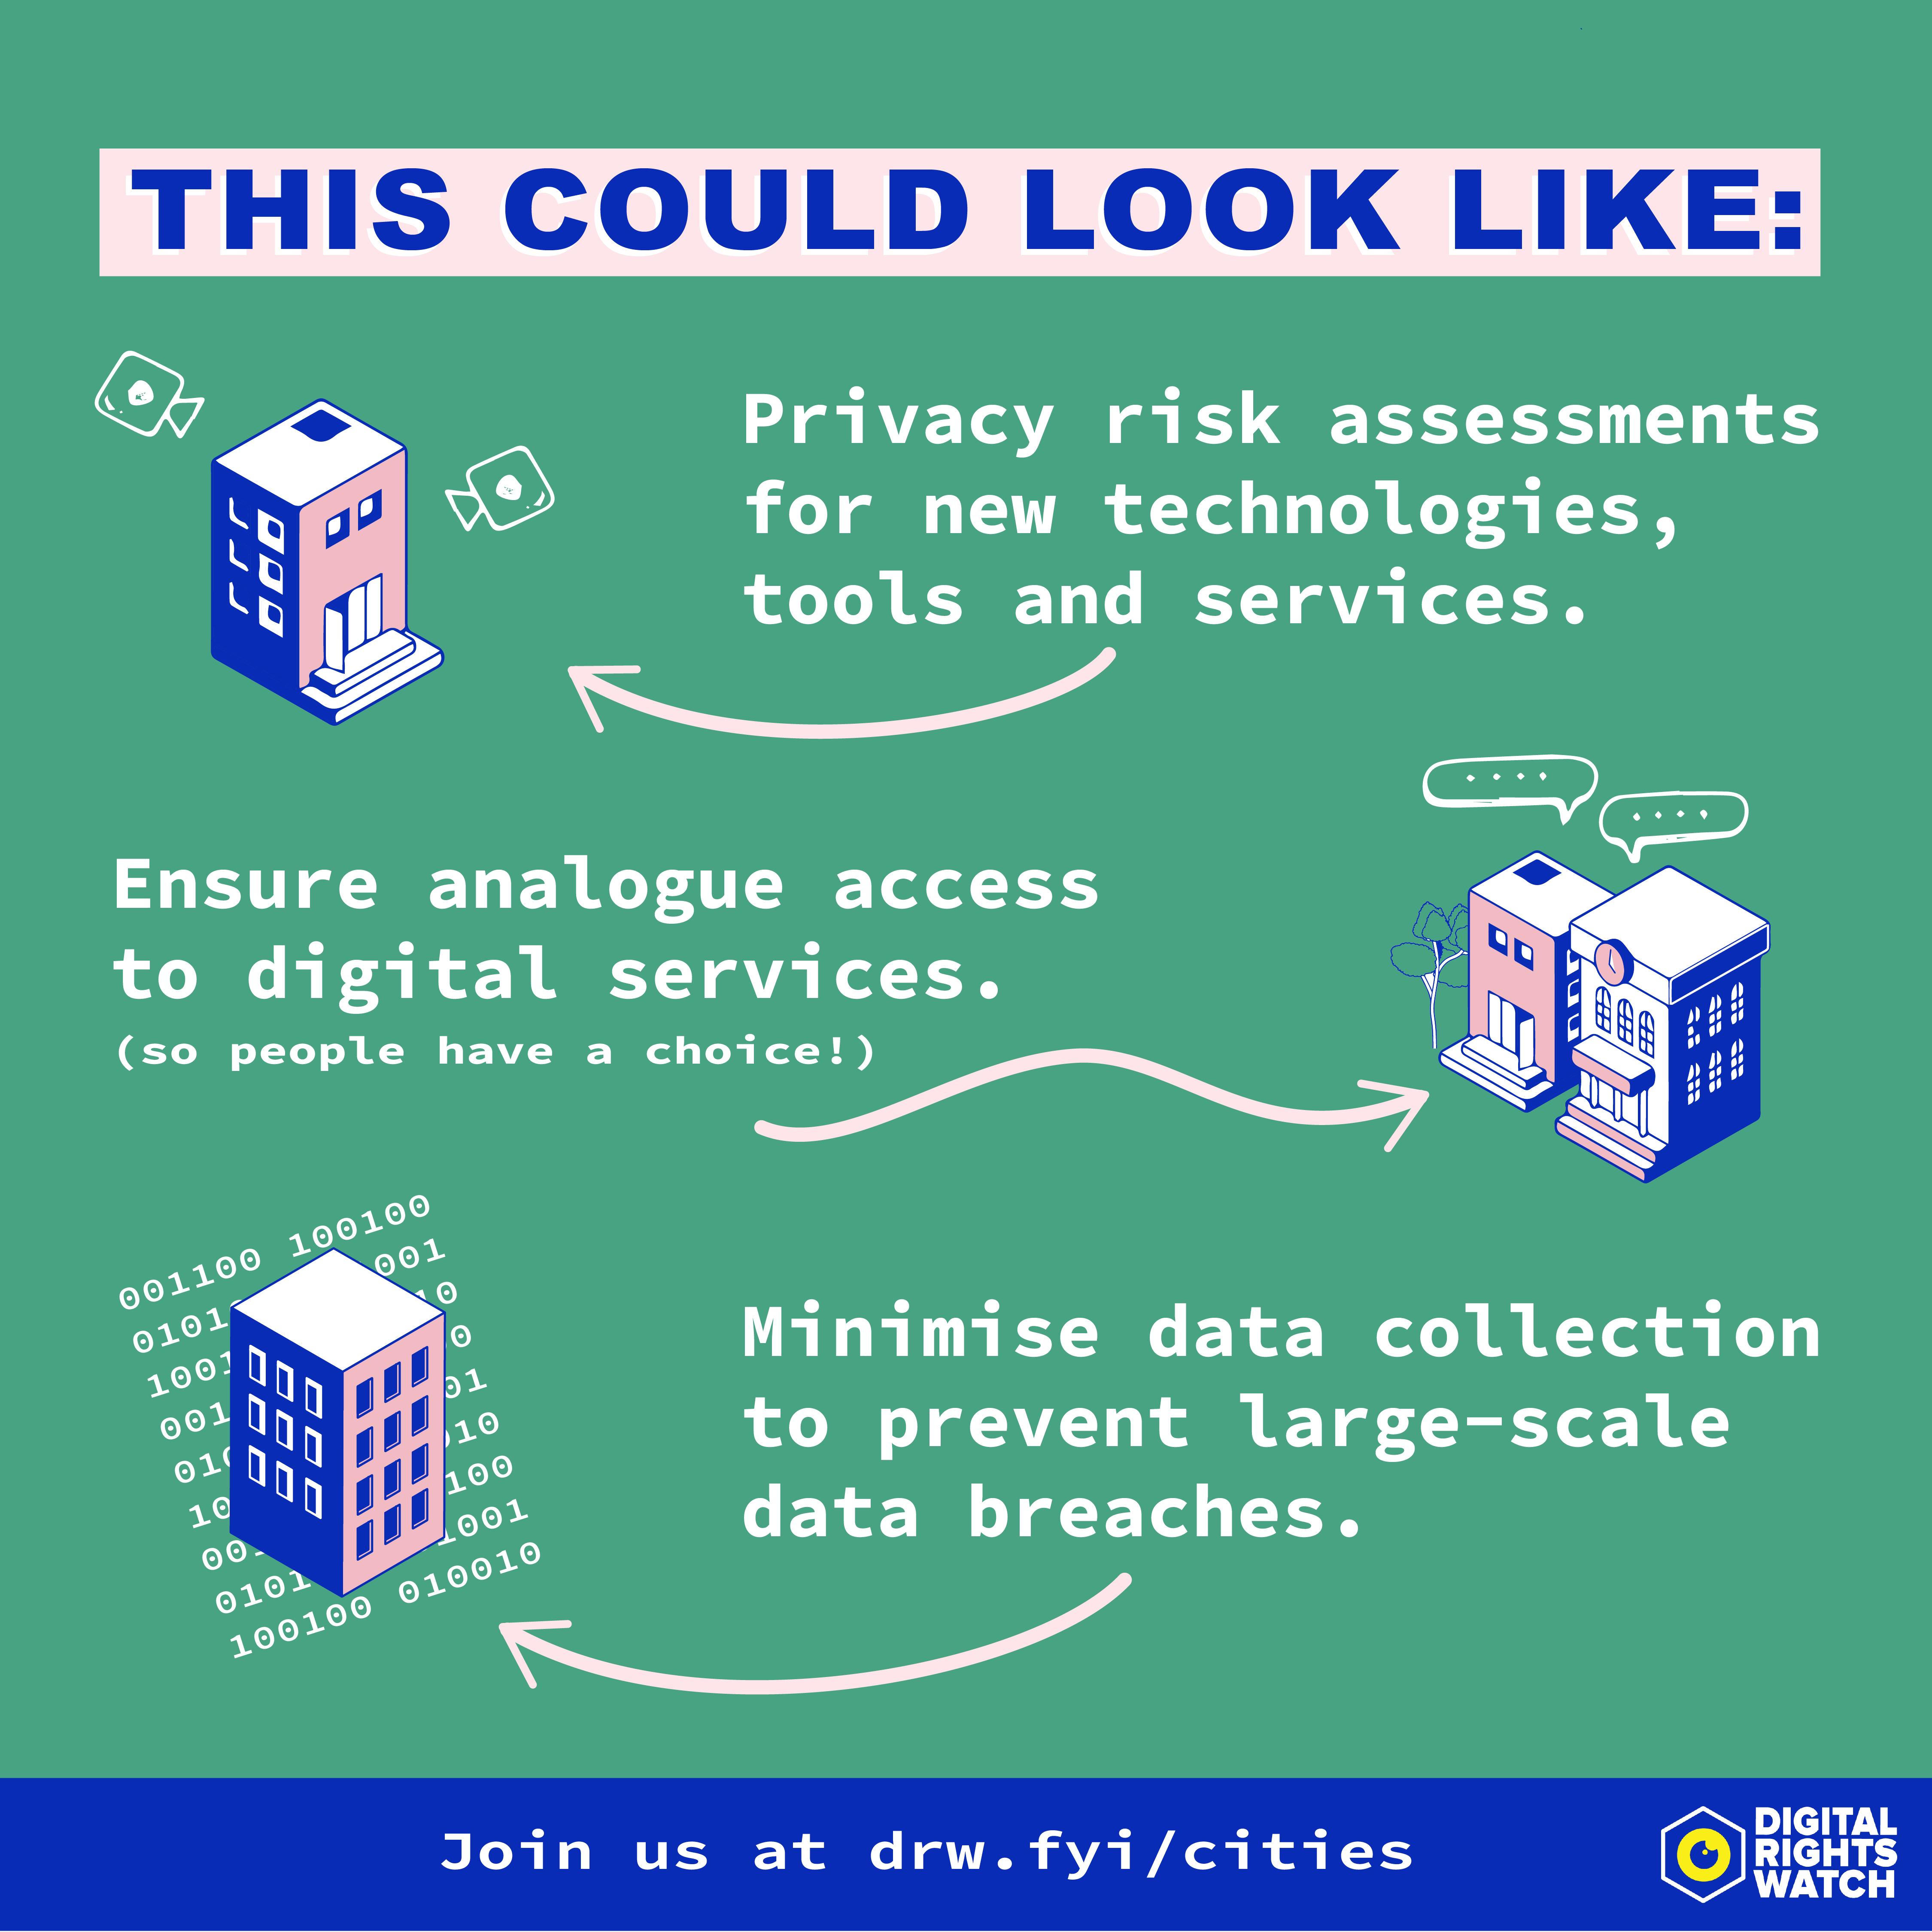 THIS COULD LOOK LIKE:
Privacy risk assessments
for new technologies,
tools and services.
Ensure analogue access
to digital services.
(so people have a choice!)
001100 100100
001
0101
10
1001
0
001
01
010
010
10
100
00
1001
0101
010010
100100
Minimise data collection
to prevent large-scale
data breaches.
Join us at drw.fyi/cities
DIGITAL
RIGHTS
WATCH